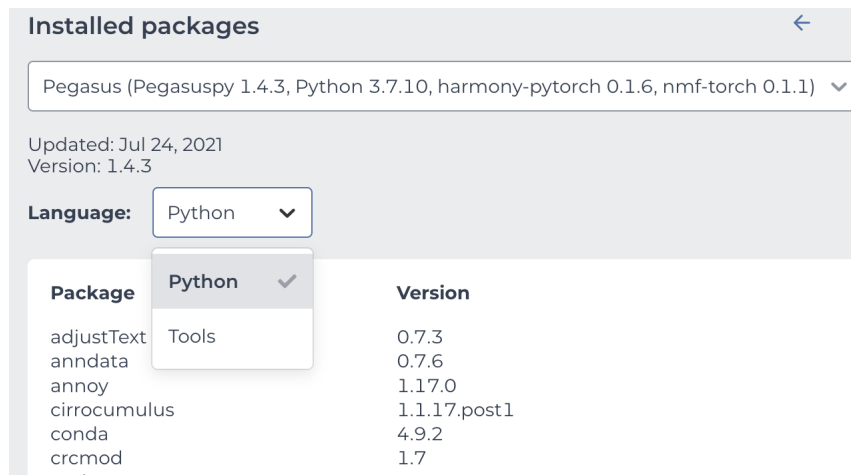 Installed packages
Pegasus (Pegasuspy 1.4.3, Python 3.7.10, harmony-pytorch 0.1.6, nmf-torch 0.1.1)
Updated: Jul 24, 2021
Version: 1.4.3
Language: Python
Python
Tools
Package Version
adjustText 0.7.3
anndata 0.7.6
annoy 1.17.0
cirrocumulus 1.1.17.post1
conda 4.9.2
crcmod 1.7